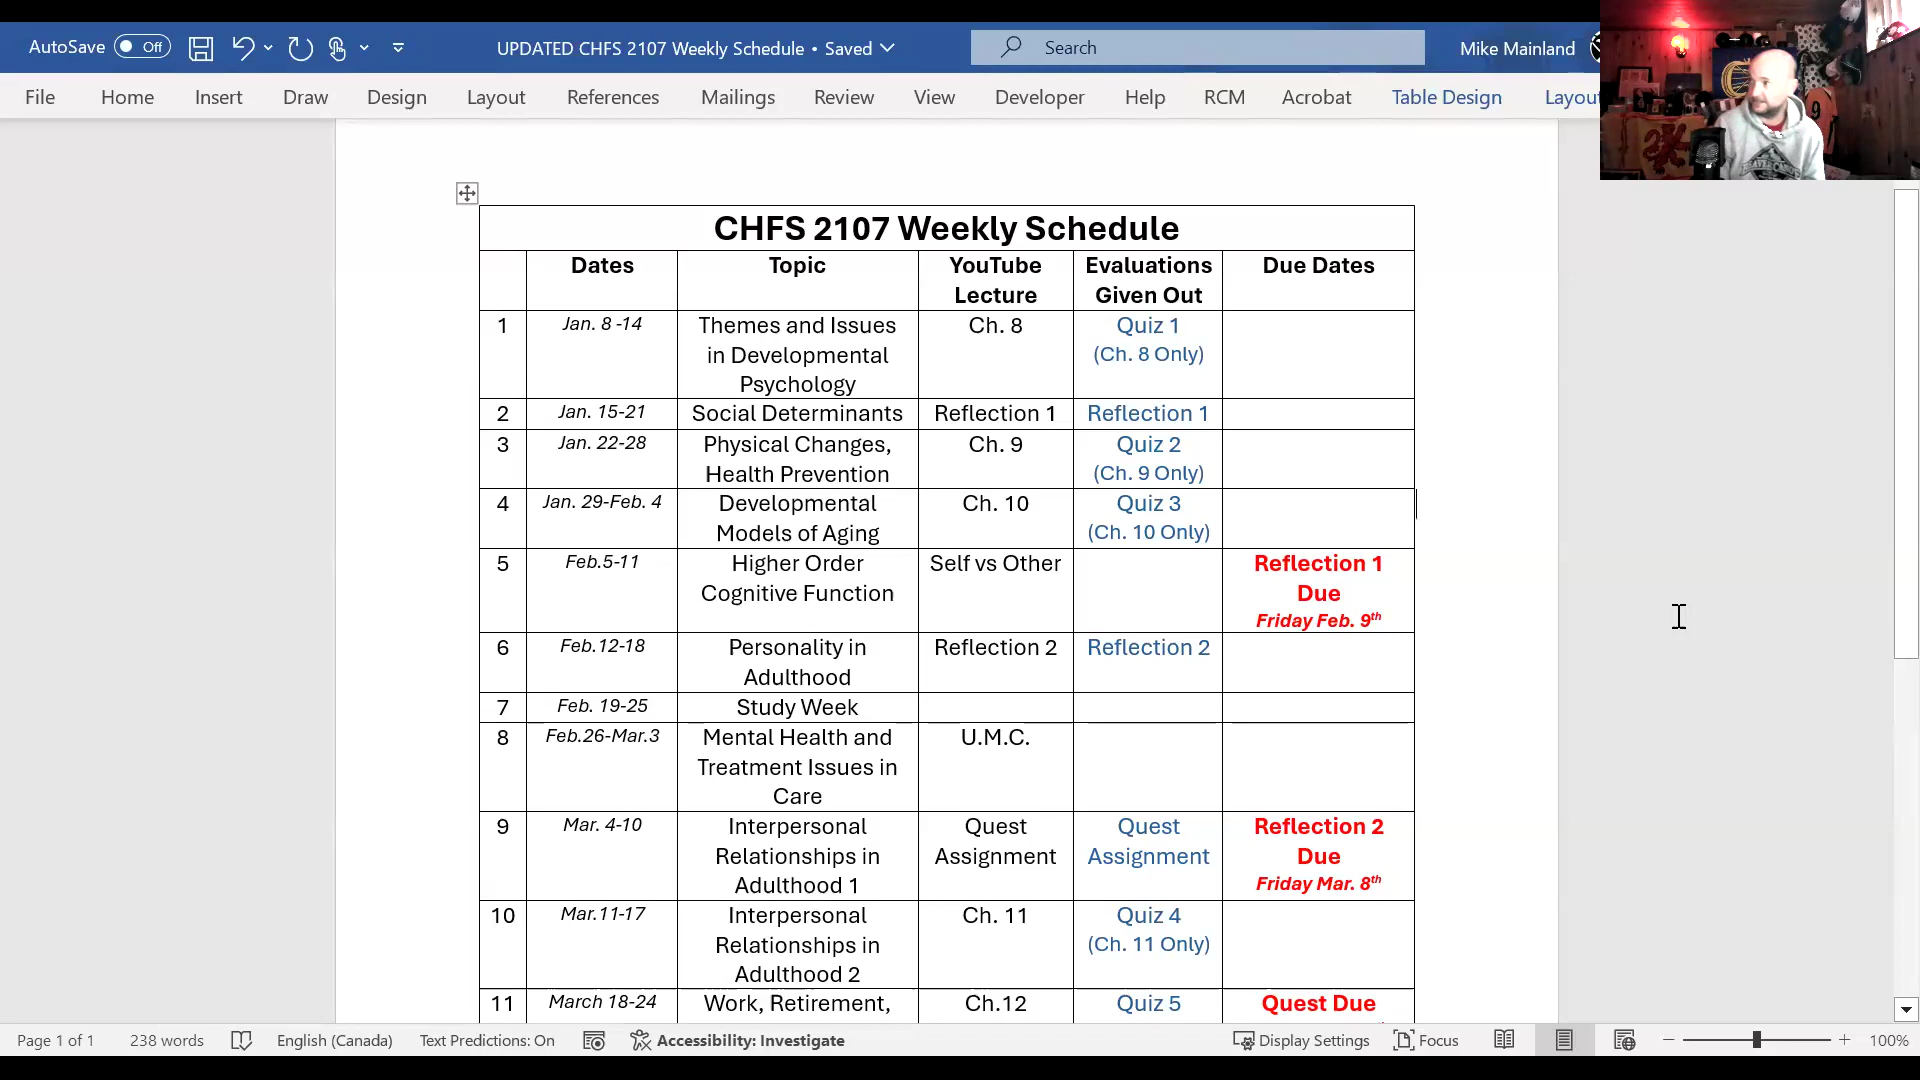 AutoSave Off UPDATED CHFS 2107 Weekly Schedule • Saved Search Mike Mainland
File Home Insert Draw Design Layout References Mailings Review View Developer Help RCM Acrobat Table Design Layout
CHFS 2107 Weekly Schedule
Dates Topic YouTube Evaluations Due Dates
Lecture Given Out
1 Jan. 8 -14 Themes and Issues Ch. 8 Quiz 1
in Developmental (Ch. 8 Only)
Psychology
2 Jan. 15-21 Social Determinants Reflection 1 Reflection 1
3 Jan. 22-28 Physical Changes, Ch. 9 Quiz 2
Health Prevention (Ch. 9 Only)
4 Jan. 29-Feb. 4 Developmental Ch. 10 Quiz 3
Models of Aging (Ch. 10 Only)
5 Feb.5-11 Higher Order Self vs Other Reflection 1
Cognitive Function Due
Friday Feb. 9th
6 Feb.12-18 Personality in Reflection 2 Reflection 2
Adulthood
7 Feb. 19-25 Study Week
8 Feb.26-Mar.3 Mental Health and U.M.C.
Treatment Issues in
Care
9 Mar. 4-10 Interpersonal Quest Quest Reflection 2
Relationships in Assignment Assignment Due
Adulthood 1 Friday Mar. 8th
10 Mar.11-17 Interpersonal Ch. 11 Quiz 4
Relationships in (Ch. 11 Only)
Adulthood 2
11 March 18-24 Work, Retirement, Ch.12 Quiz 5 Quest Due
Page 1 of 1 238 words English (Canada) Text Predictions: On Accessibility: Investigate Display Settings Focus 100%